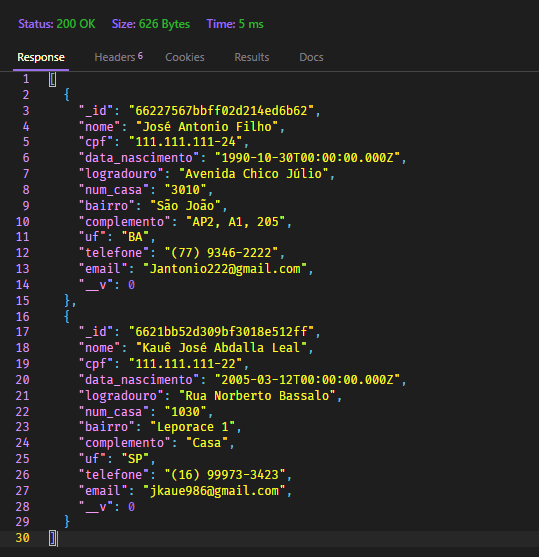 Status: 200 OK Size: 626 Bytes Time: 5 ms
Response Headers 6 Cookies Results Docs
1 [
2 {
3 "_id": "66227567bbff02d214ed6b62",
4 "nome": "José Antonio Filho",
5 "cpf": "111.111.111-24",
6 "data_nascimento": "1990-10-30T00:00:00.000Z",
7 "logradouro": "Avenida Chico Júlio",
8 "num_casa": "3010",
9 "bairro": "São João",
10 "complemento": "AP2, A1, 205",
11 "uf": "BA",
12 "telefone": "(77) 9346-2222",
13 "email": "Jantonio222@gmail.com",
14 "__v": 0
15 },
16 {
17 "_id": "6621bb52d309bf3018e512ff",
18 "nome": "Kauê José Abdalla Leal",
19 "cpf": "111.111.111-22",
20 "data_nascimento": "2005-03-12T00:00:00.000Z",
21 "logradouro": "Rua Norberto Bassalo",
22 "num_casa": "1030",
23 "bairro": "Leporace 1",
24 "complemento": "Casa",
25 "uf": "SP",
26 "telefone": "(16) 99973-3423",
27 "email": "jkaue986@gmail.com",
28 "__v": 0
29 }
30 ]